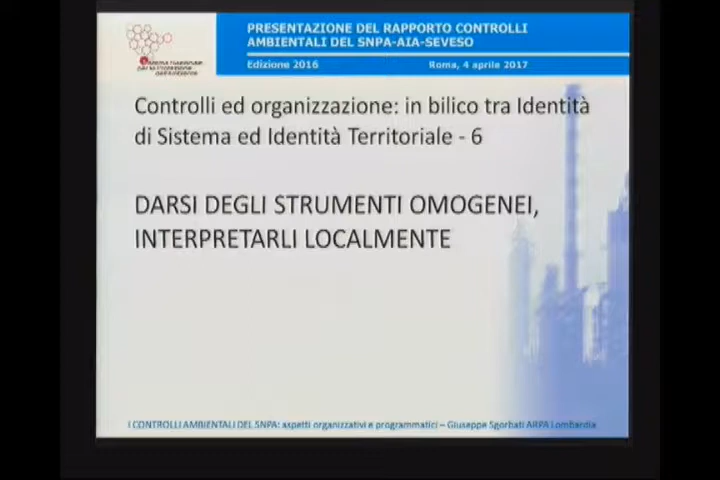 PRESENTAZIONE DEL RAPPORTO CONTROLLI
AMBIENTALI DEL SNPA-AIA-SEVESO
Edizione 2016 Roma, 4 aprile 2017
Controlli ed organizzazione: in bilico tra Identità
di Sistema ed Identità Territoriale - 6
DARSI DEGLI STRUMENTI OMOGENEI,
INTERPRETARLI LOCALMENTE
I CONTROLLI AMBIENTALI DEL SNPA: aspetti organizzativi e programmatici – Giuseppe Sgorbati ARPA Lombardia